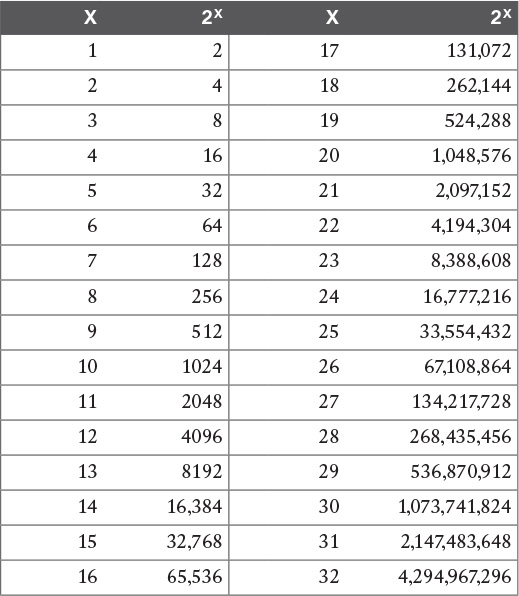 X 2ˣ X 2ˣ
1 2 17 131,072
2 4 18 262,144
3 8 19 524,288
4 16 20 1,048,576
5 32 21 2,097,152
6 64 22 4,194,304
7 128 23 8,388,608
8 256 24 16,777,216
9 512 25 33,554,432
10 1024 26 67,108,864
11 2048 27 134,217,728
12 4096 28 268,435,456
13 8192 29 536,870,912
14 16,384 30 1,073,741,824
15 32,768 31 2,147,483,648
16 65,536 32 4,294,967,296